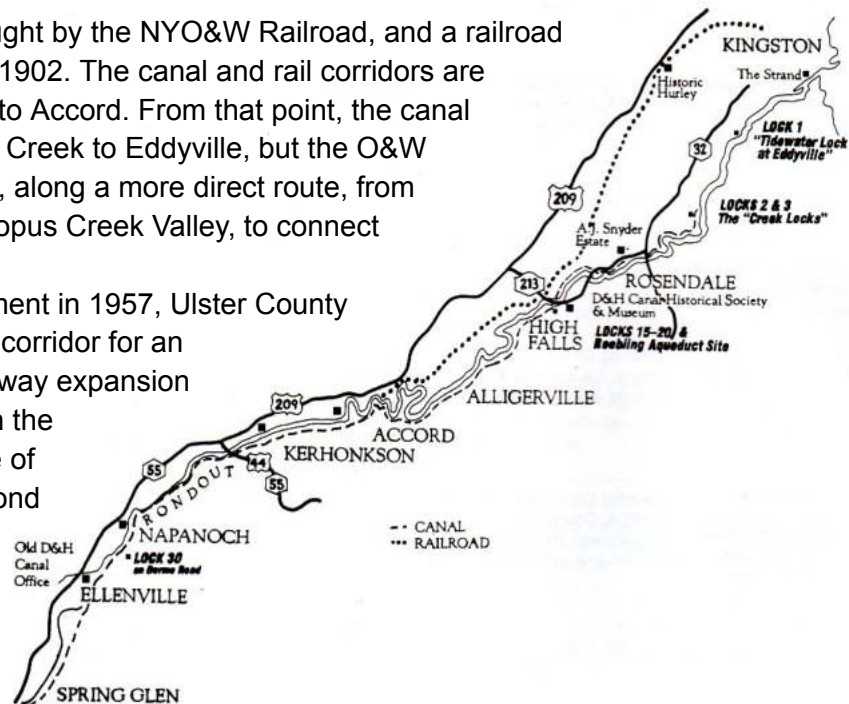 ught by the NYO&W Railroad, and a railroad
1902. The canal and rail corridors are
to Accord. From that point, the canal
Creek to Eddyville, but the O&W
, along a more direct route, from
opus Creek Valley, to connect
ment in 1957, Ulster County
corridor for an
way expansion
n the
e of
ond
KINGSTON
The Strand
Historic
Hurley
LOCK 1
"Tidewater Lock
at Eddyville"
32
209
LOCKS 2 & 3
The "Creek Locks"
A.J. Snyder
Estate
213
ROSENDALE
D&H Canal Historical Society
& Museum
HIGH
FALLS
LOCKS 15-20, &
Roebling Aqueduct Site
ALLIGERVILLE
209
ACCORD
KERHONKSON
44
55
55
RONDOUT
NAPANOCH
CANAL
RAILROAD
Old D&H
Canal
Office
LOCK 30
on Berme Road
ELLENVILLE
SPRING GLEN